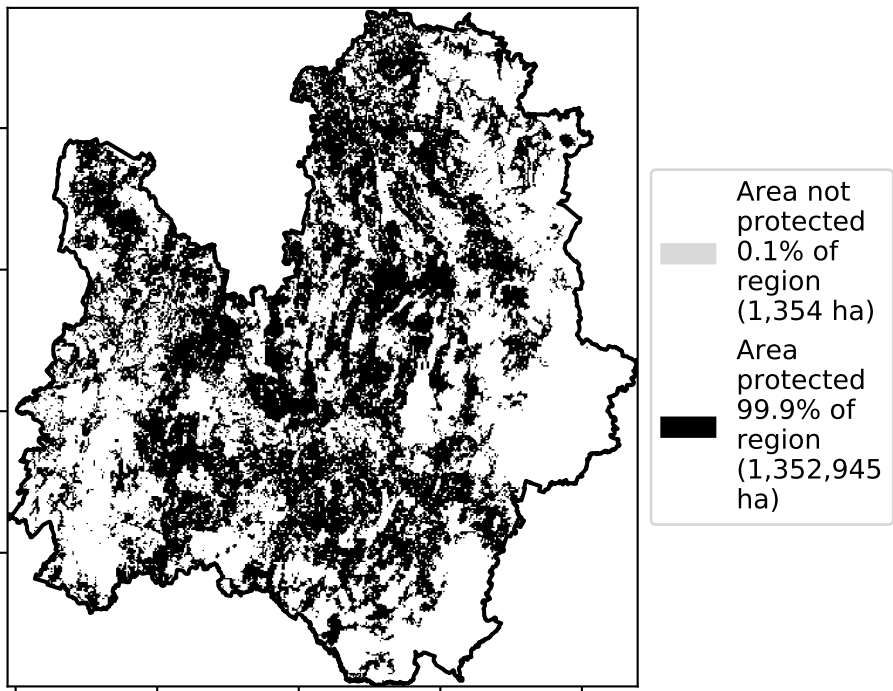 Area not
protected
0.1% of
region
(1,354 ha)
Area
protected
99.9% of
region
(1,352,945
ha)